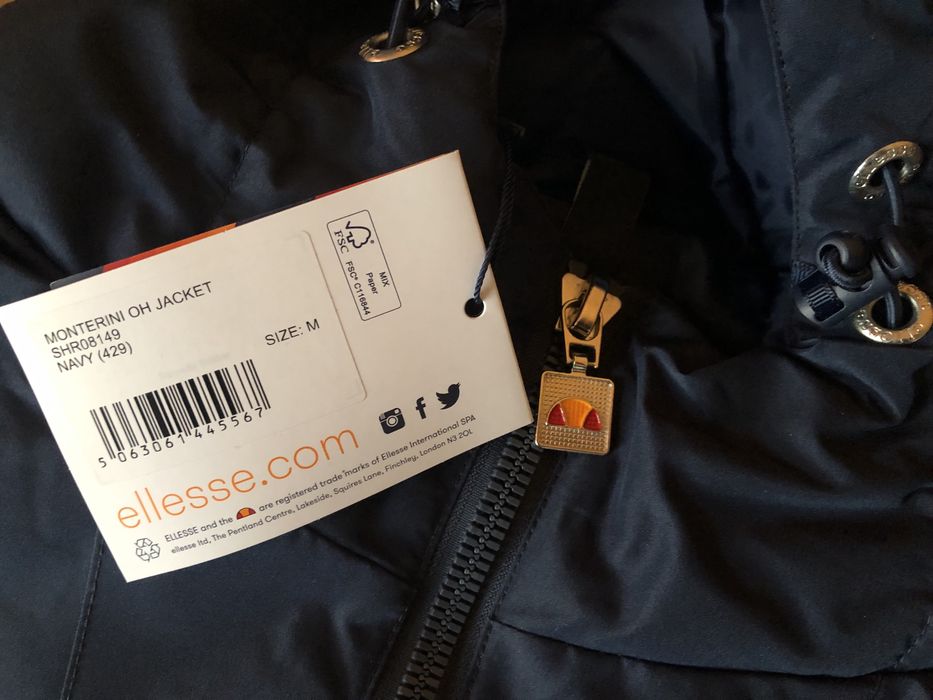 MONTERINI OH JACKET
SHR08149
NAVY (429)
SIZE: M
5 063061 445567
FSC
®
MIX
Paper
FSC® C116844
ellesse.com
ELLESSE and the are registered trade marks of Ellesse International SPA
ellesse ltd, The Pentland Centre, Lakeside, Squires Lane, Finchley, London N3 2QL